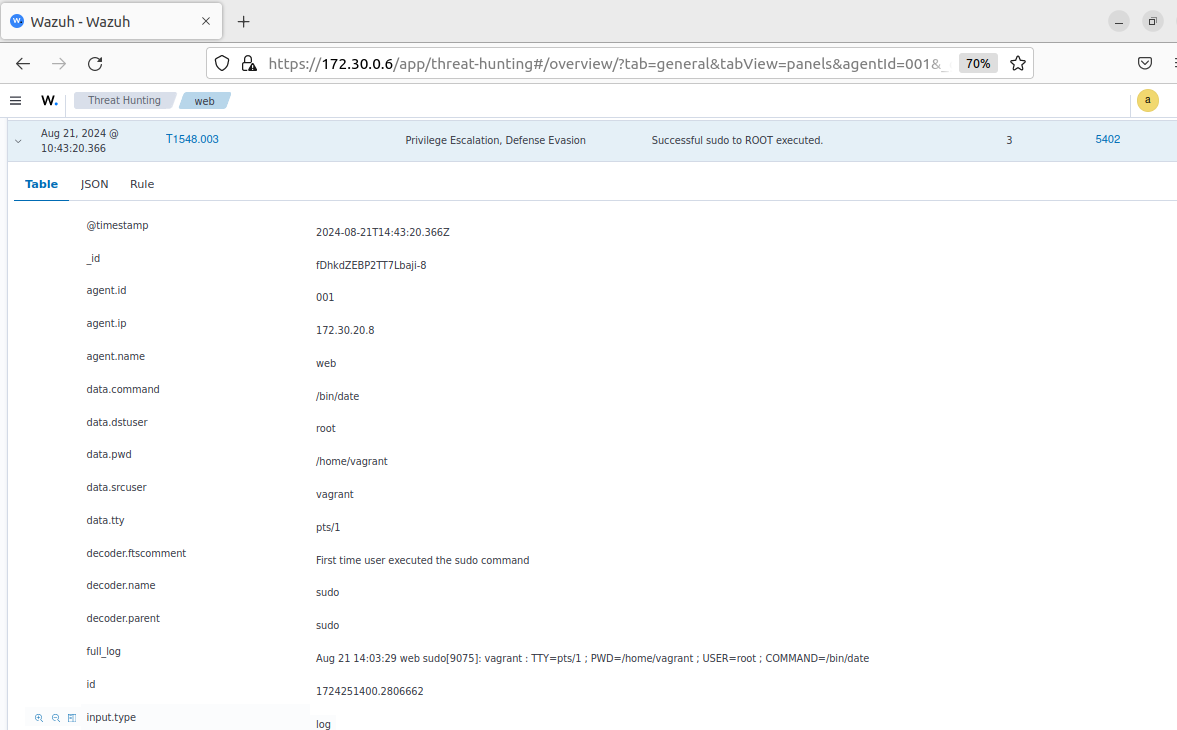 Wazuh - Wazuh
https://172.30.0.6/app/threat-hunting#/overview/?tab=general&tabView=panels&agentId=001&_
70%
W. Threat Hunting web a
Aug 21, 2024 @
10:43:20.366
T1548.003 Privilege Escalation, Defense Evasion Successful sudo to ROOT executed. 3 5402
Table JSON Rule
@timestamp 2024-08-21T14:43:20.366Z
_id fDhkdZEBP2TT7Lbaji-8
agent.id 001
agent.ip 172.30.20.8
agent.name web
data.command /bin/date
data.dstuser root
data.pwd /home/vagrant
data.srcuser vagrant
data.tty pts/1
decoder.ftscomment First time user executed the sudo command
decoder.name sudo
decoder.parent sudo
full_log Aug 21 14:03:29 web sudo[9075]: vagrant : TTY=pts/1 ; PWD=/home/vagrant ; USER=root ; COMMAND=/bin/date
id 1724251400.2806662
input.type log